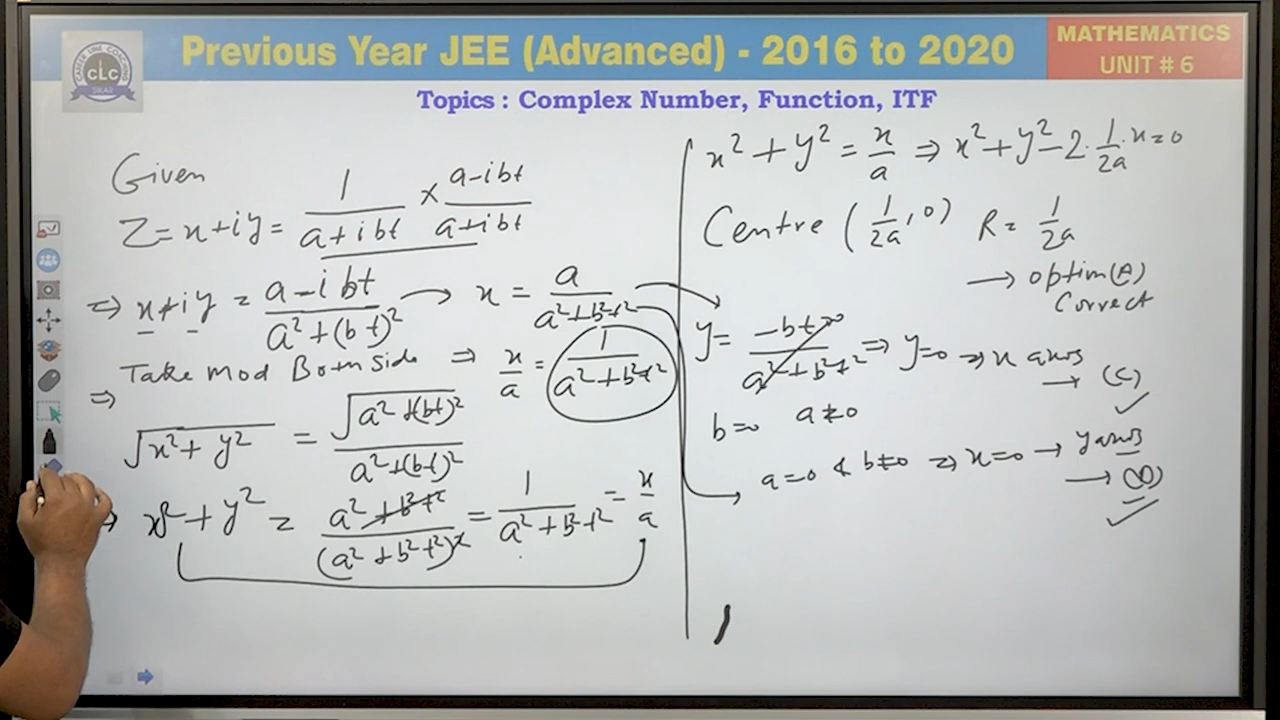 Previous Year JEE (Advanced) - 2016 to 2020
MATHEMATICS
UNIT # 6
CLC
SIKAR
Topics : Complex Number, Function, ITF
Given
Z = x+iy = 1/(a+ibt) × (a-ibt)/(a+ibt)
⇒ x+iy = (a-ibt)/(a²+(bt)²) → x = a/(a²+b²t²)
⇒ Take Mod Both Side ⇒ x/a = 1/(a²+b²t²)
√(x²+y²) = √(a²+(bt)²)/(a²+(bt)²)
⇒ x²+y² = (a²+b²t²)/(a²+b²t²)² = 1/(a²+b²t²) = x/a
x²+y² = x/a ⇒ x²+y²-2·1/2a·x=0
Centre (1/2a, 0) R = 1/2a
→ option(A)
Correct
y = -bt/(a²+b²t²) ⇒ y=0 ⇒ x axis
→ (C) ✓
b=0 a≠0
a=0 & b≠0 ⇒ x=0 → y axis
→ (D) ✓